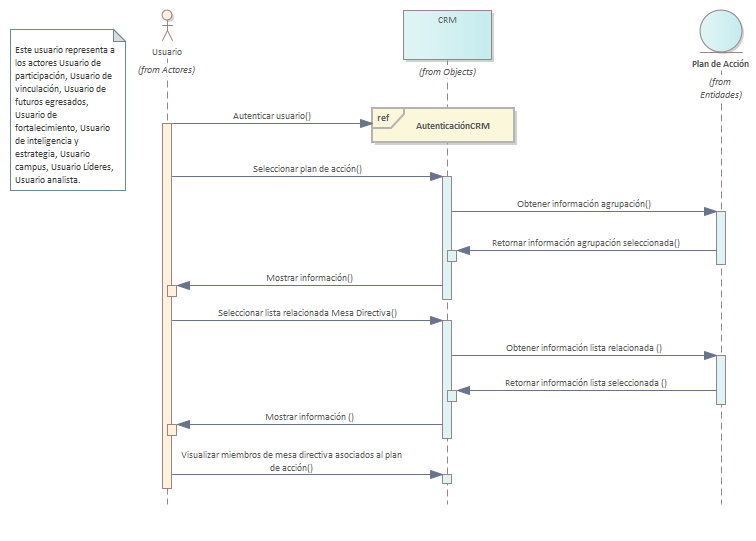 Este usuario representa a
los actores Usuario de
participación, Usuario de
vinculación, Usuario de
futuros egresados,
Usuario de
fortalecimiento, Usuario
de inteligencia y
estrategia, Usuario
campus, Usuario Líderes,
Usuario analista.
Usuario
(from Actores)
CRM
(from Objects)
Plan de Acción
(from
Entidades)
Autenticar usuario()
ref
AutenticaciónCRM
Seleccionar plan de acción()
Obtener información agrupación()
Retornar información agrupación seleccionada()
Mostrar información()
Seleccionar lista relacionada Mesa Directiva()
Obtener información lista relacionada ()
Retornar información lista seleccionada ()
Mostrar información ()
Visualizar miembros de mesa directiva asociados al plan
de acción()